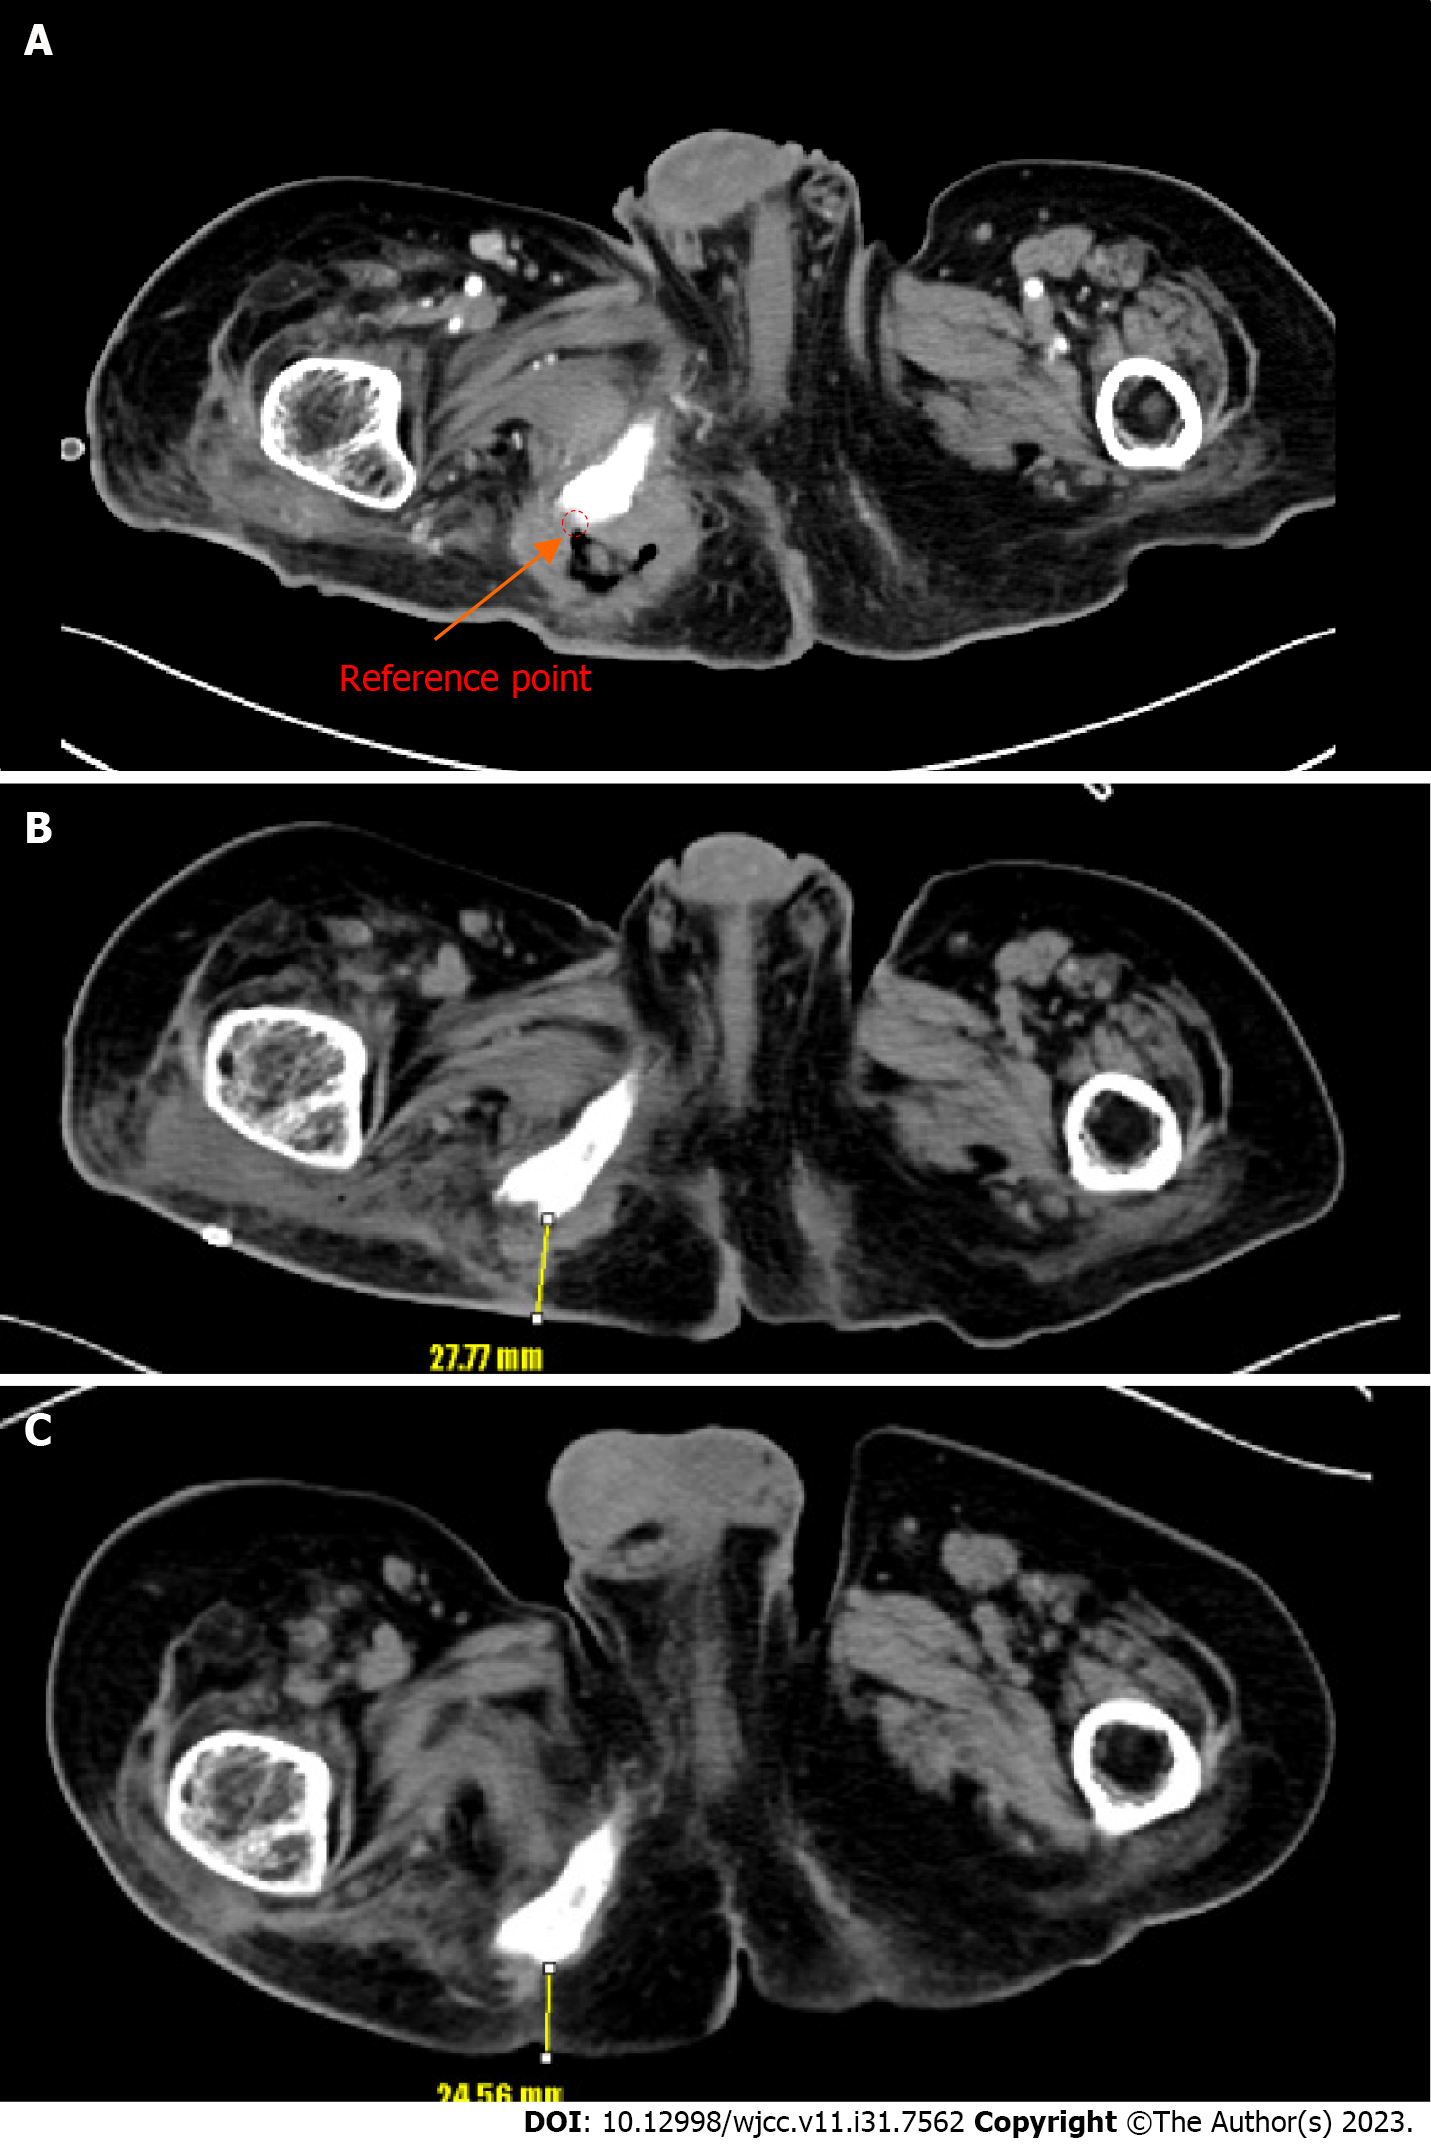 A
Reference point
B
27.77 mm
C
24.56 mm
DOI: 10.12998/wjcc.v11.i31.7562 Copyright ©The Author(s) 2023.